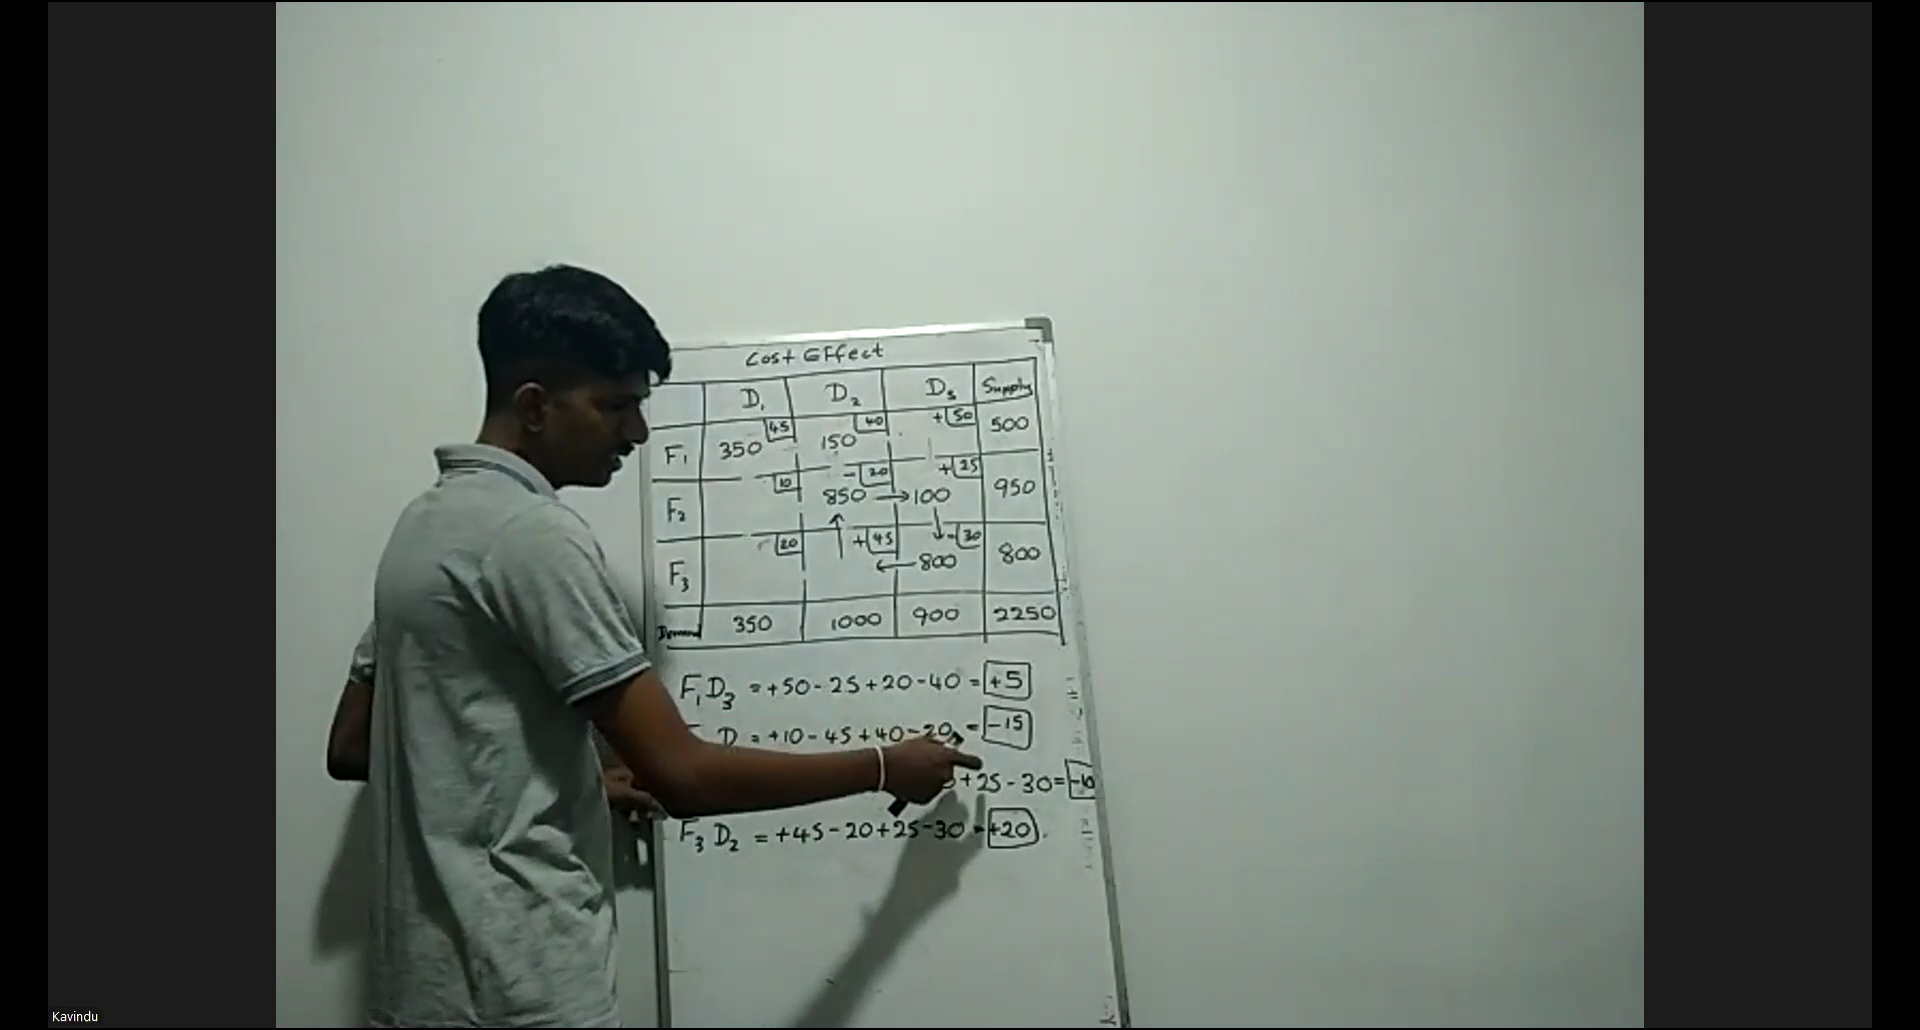 Cost Effect
D₁ D₂ D₃ Supply
45 40 +50
F₁ 350 150 500
10 -20 +25
F₂ 850 → 100 950
20 +45 -30
F₃ ← 800 800
Demand 350 1000 900 2250
F₁D₃ = +50-25+20-40 = +5
D = +10-45+40-20 = -15
+25-30 = -10
F₃D₂ = +45-20+25-30 = +20
Kavindu